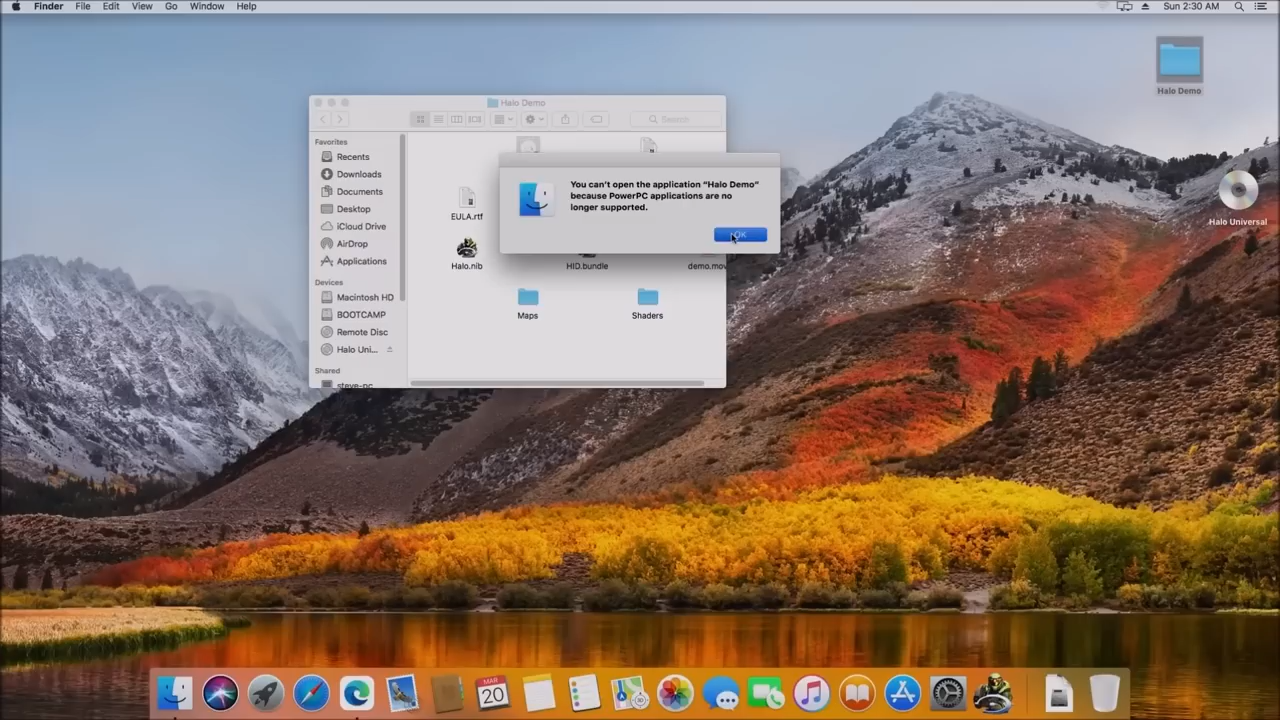 Finder File Edit View Go Window Help
Sun 2:30 AM
Halo Demo
Halo Universal
Halo Demo
Search
Favorites
Recents
Downloads
Documents
Desktop
iCloud Drive
AirDrop
Applications
Devices
Macintosh HD
BOOTCAMP
Remote Disc
Halo Uni...
Shared
steve-pc
You can't open the application “Halo Demo”
because PowerPC applications are no
longer supported.
OK
EULA.rtf
Halo.nib
HID.bundle
demo.mov
Maps
Shaders
MAR
20